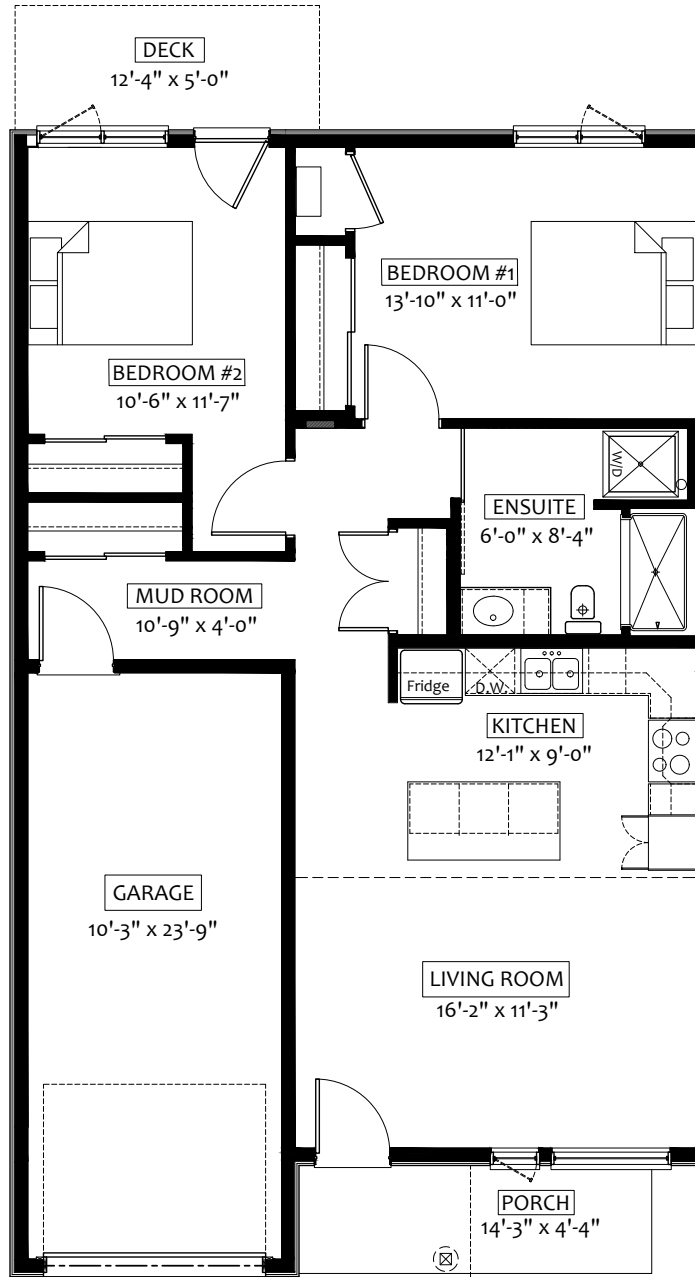 DECK
12'-4" x 5'-0"
BEDROOM #1
13'-10" x 11'-0"
BEDROOM #2
10'-6" x 11'-7"
W/D
ENSUITE
6'-0" x 8'-4"
MUD ROOM
10'-9" x 4'-0"
Fridge
D.W.
KITCHEN
12'-1" x 9'-0"
GARAGE
10'-3" x 23'-9"
LIVING ROOM
16'-2" x 11'-3"
PORCH
14'-3" x 4'-4"